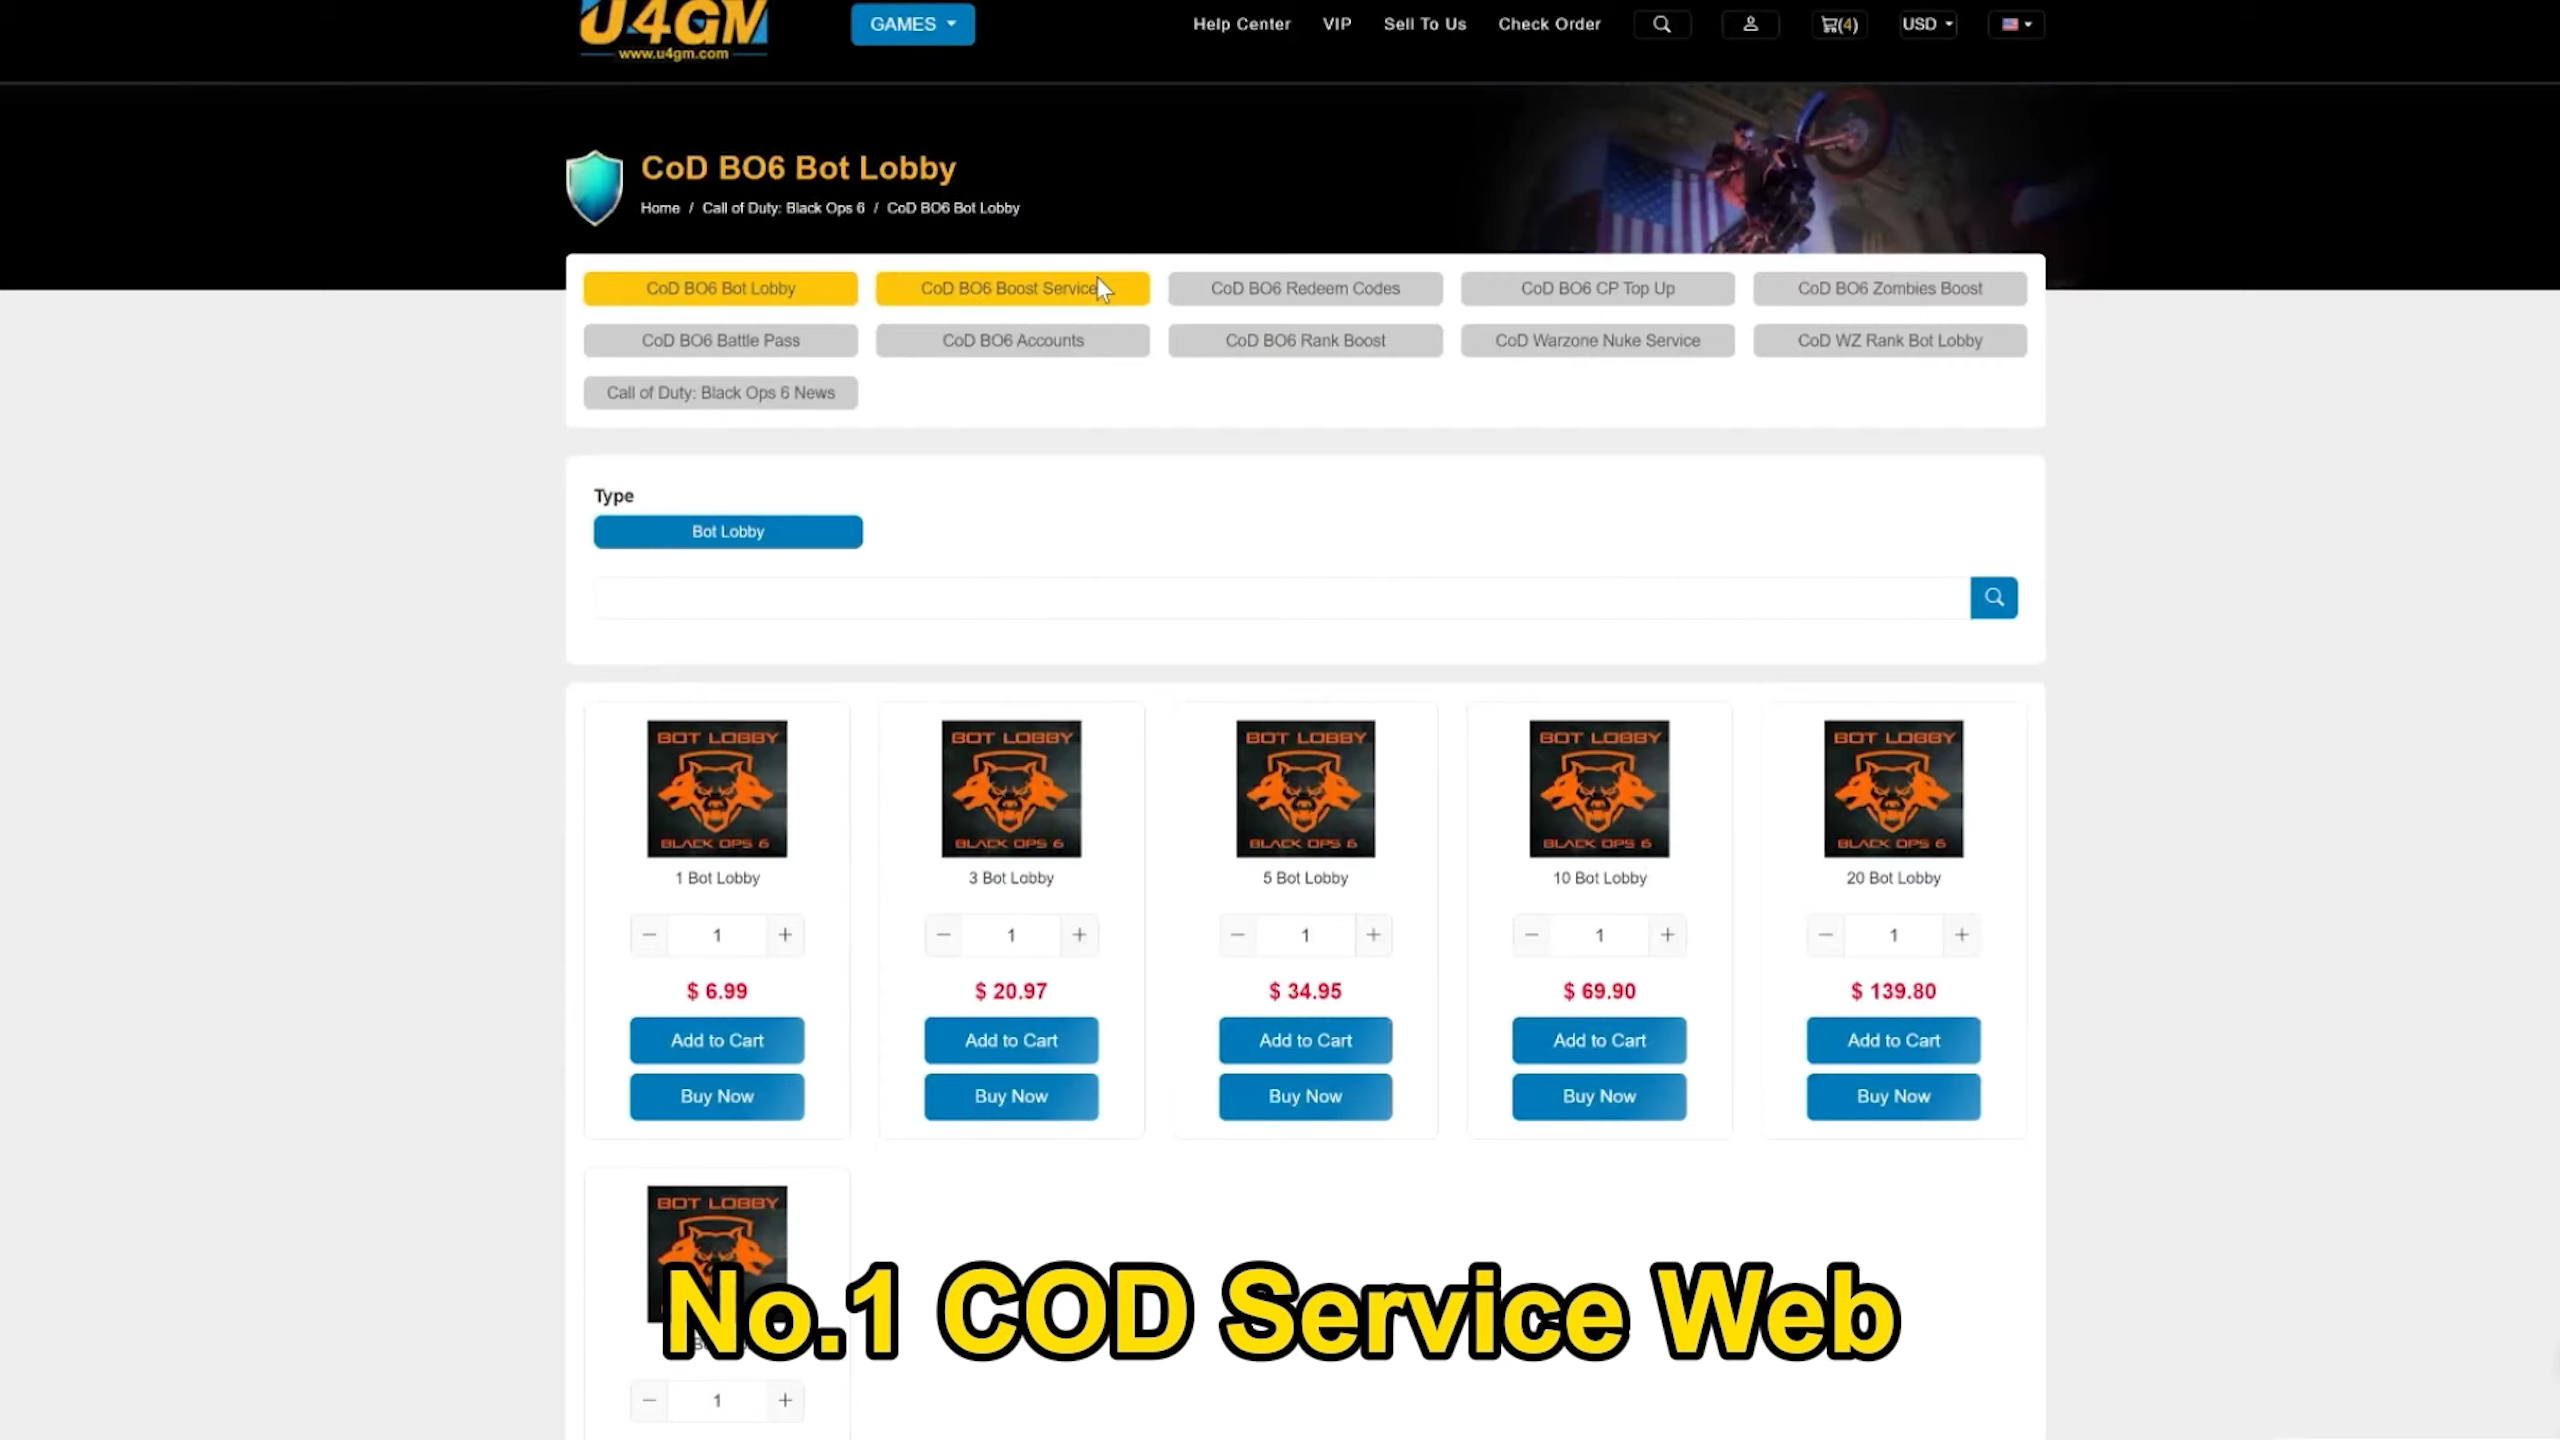 U4GM
www.u4gm.com
GAMES
Help Center
VIP
Sell To Us
Check Order
(4)
USD
CoD BO6 Bot Lobby
Home / Call of Duty: Black Ops 6 / CoD BO6 Bot Lobby
CoD BO6 Bot Lobby
CoD BO6 Boost Service
CoD BO6 Redeem Codes
CoD BO6 CP Top Up
CoD BO6 Zombies Boost
CoD BO6 Battle Pass
CoD BO6 Accounts
CoD BO6 Rank Boost
CoD Warzone Nuke Service
CoD WZ Rank Bot Lobby
Call of Duty: Black Ops 6 News
Type
Bot Lobby
BOT LOBBY
BLACK OPS 6
1 Bot Lobby
1
$ 6.99
Add to Cart
Buy Now
BOT LOBBY
BLACK OPS 6
3 Bot Lobby
1
$ 20.97
Add to Cart
Buy Now
BOT LOBBY
BLACK OPS 6
5 Bot Lobby
1
$ 34.95
Add to Cart
Buy Now
BOT LOBBY
BLACK OPS 6
10 Bot Lobby
1
$ 69.90
Add to Cart
Buy Now
BOT LOBBY
BLACK OPS 6
20 Bot Lobby
1
$ 139.80
Add to Cart
Buy Now
BOT LOBBY
No.1 COD Service Web
1